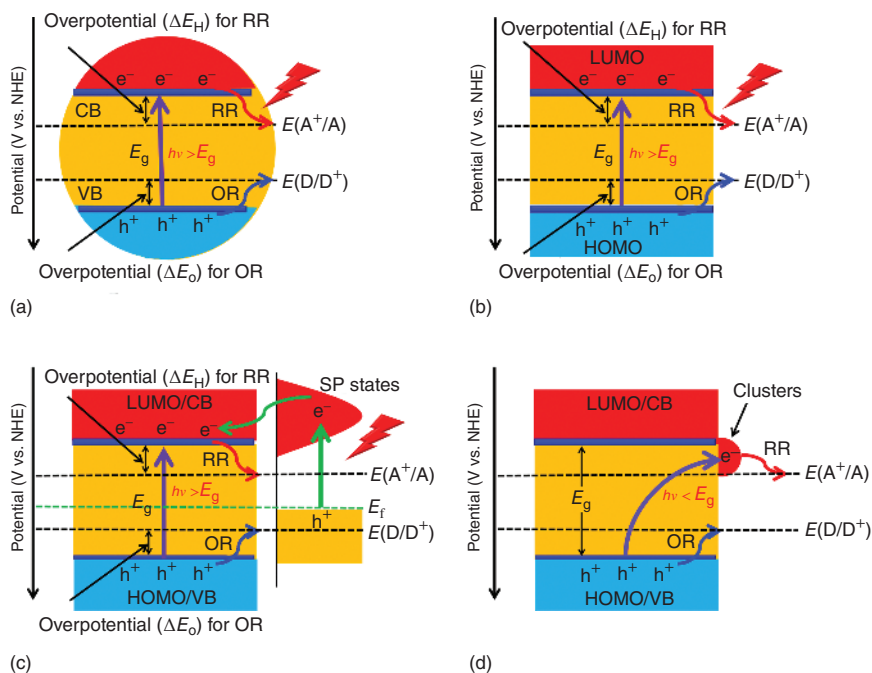 Overpotential (ΔE_H) for RR
e⁻ e⁻ e⁻
CB
RR
E(A⁺/A)
E_g
hν > E_g
E(D/D⁺)
VB
OR
h⁺ h⁺ h⁺
Overpotential (ΔE_o) for OR
Potential (V vs. NHE)
(a)
Overpotential (ΔE_H) for RR
LUMO
e⁻ e⁻ e⁻
RR
E(A⁺/A)
E_g
hν > E_g
E(D/D⁺)
OR
h⁺ h⁺ h⁺
HOMO
Overpotential (ΔE_o) for OR
Potential (V vs. NHE)
(b)
Overpotential (ΔE_H) for RR
SP states
LUMO/CB
e⁻ e⁻ e⁻
e⁻
RR
E(A⁺/A)
E_g
hν > E_g
E_f
h⁺
E(D/D⁺)
OR
h⁺ h⁺ h⁺
HOMO/VB
Overpotential (ΔE_o) for OR
Potential (V vs. NHE)
(c)
Clusters
LUMO/CB
e⁻
RR
E(A⁺/A)
E_g
hν < E_g
E(D/D⁺)
OR
h⁺ h⁺ h⁺
HOMO/VB
Potential (V vs. NHE)
(d)